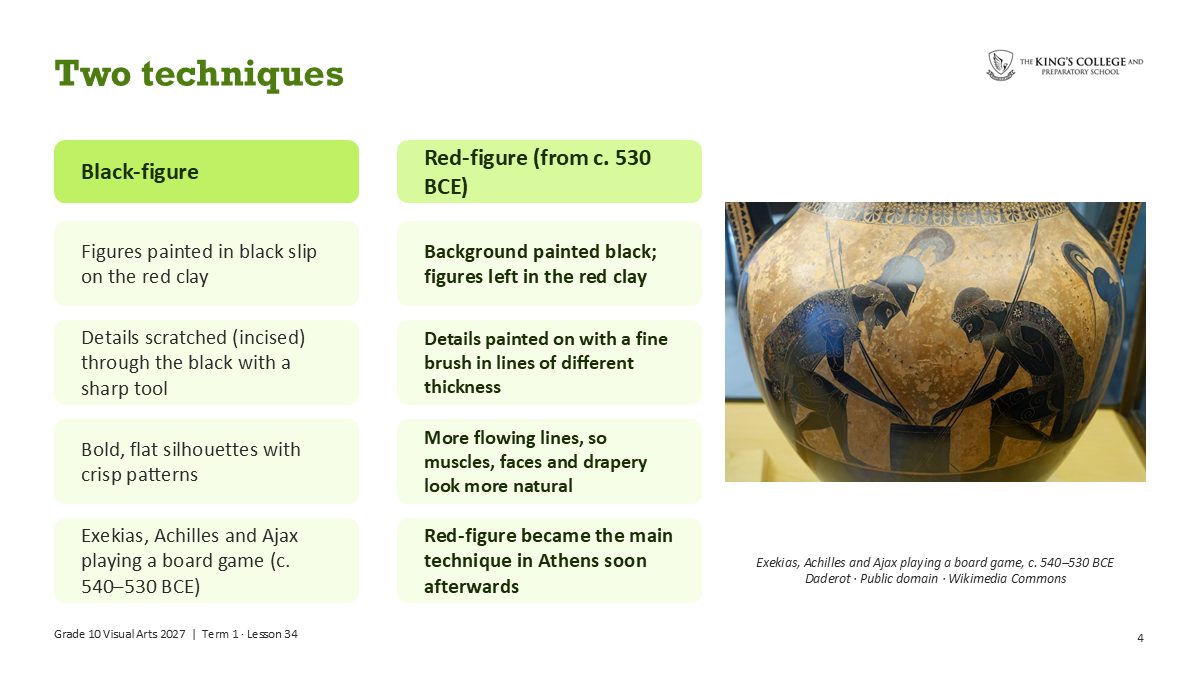 Two techniques
THE KING'S COLLEGE AND
PREPARATORY SCHOOL
Black-figure
Figures painted in black slip
on the red clay
Details scratched (incised)
through the black with a
sharp tool
Bold, flat silhouettes with
crisp patterns
Exekias, Achilles and Ajax
playing a board game (c.
540–530 BCE)
Red-figure (from c. 530
BCE)
Background painted black;
figures left in the red clay
Details painted on with a fine
brush in lines of different
thickness
More flowing lines, so
muscles, faces and drapery
look more natural
Red-figure became the main
technique in Athens soon
afterwards
Exekias, Achilles and Ajax playing a board game, c. 540–530 BCE
Daderot · Public domain · Wikimedia Commons
Grade 10 Visual Arts 2027 | Term 1 · Lesson 34
4